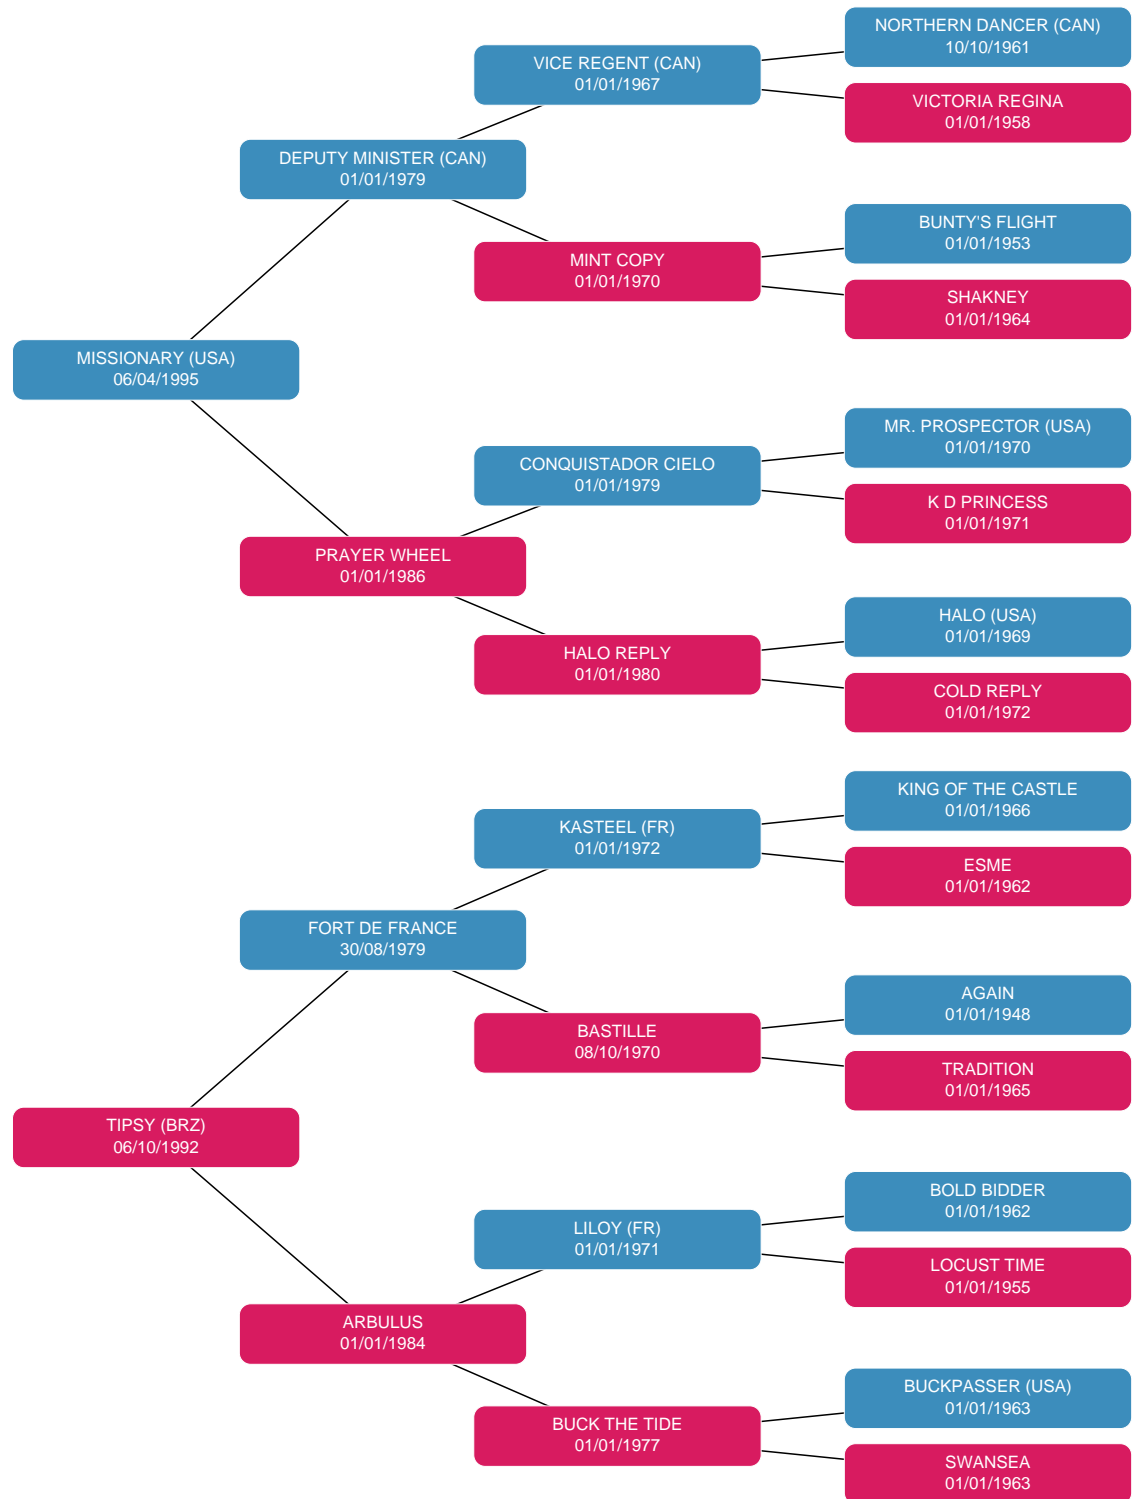 NORTHERN DANCER (CAN)
10/10/1961
VICE REGENT (CAN)
01/01/1967
VICTORIA REGINA
01/01/1958
DEPUTY MINISTER (CAN)
01/01/1979
BUNTY'S FLIGHT
01/01/1953
MINT COPY
01/01/1970
SHAKNEY
01/01/1964
MISSIONARY (USA)
06/04/1995
MR. PROSPECTOR (USA)
01/01/1970
CONQUISTADOR CIELO
01/01/1979
K D PRINCESS
01/01/1971
PRAYER WHEEL
01/01/1986
HALO (USA)
01/01/1969
HALO REPLY
01/01/1980
COLD REPLY
01/01/1972
KING OF THE CASTLE
01/01/1966
KASTEEL (FR)
01/01/1972
ESME
01/01/1962
FORT DE FRANCE
30/08/1979
AGAIN
01/01/1948
BASTILLE
08/10/1970
TRADITION
01/01/1965
TIPSY (BRZ)
06/10/1992
BOLD BIDDER
01/01/1962
LILOY (FR)
01/01/1971
LOCUST TIME
01/01/1955
ARBULUS
01/01/1984
BUCKPASSER (USA)
01/01/1963
BUCK THE TIDE
01/01/1977
SWANSEA
01/01/1963